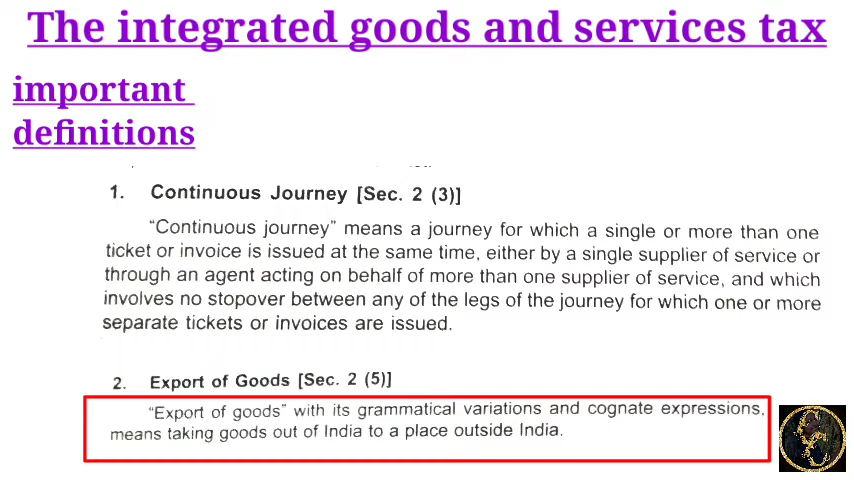 The integrated goods and services tax
important
definitions
1. Continuous Journey [Sec. 2 (3)]
“Continuous journey” means a journey for which a single or more than one
ticket or invoice is issued at the same time, either by a single supplier of service or
through an agent acting on behalf of more than one supplier of service, and which
involves no stopover between any of the legs of the journey for which one or more
separate tickets or invoices are issued.
2. Export of Goods [Sec. 2 (5)]
“Export of goods” with its grammatical variations and cognate expressions,
means taking goods out of India to a place outside India.